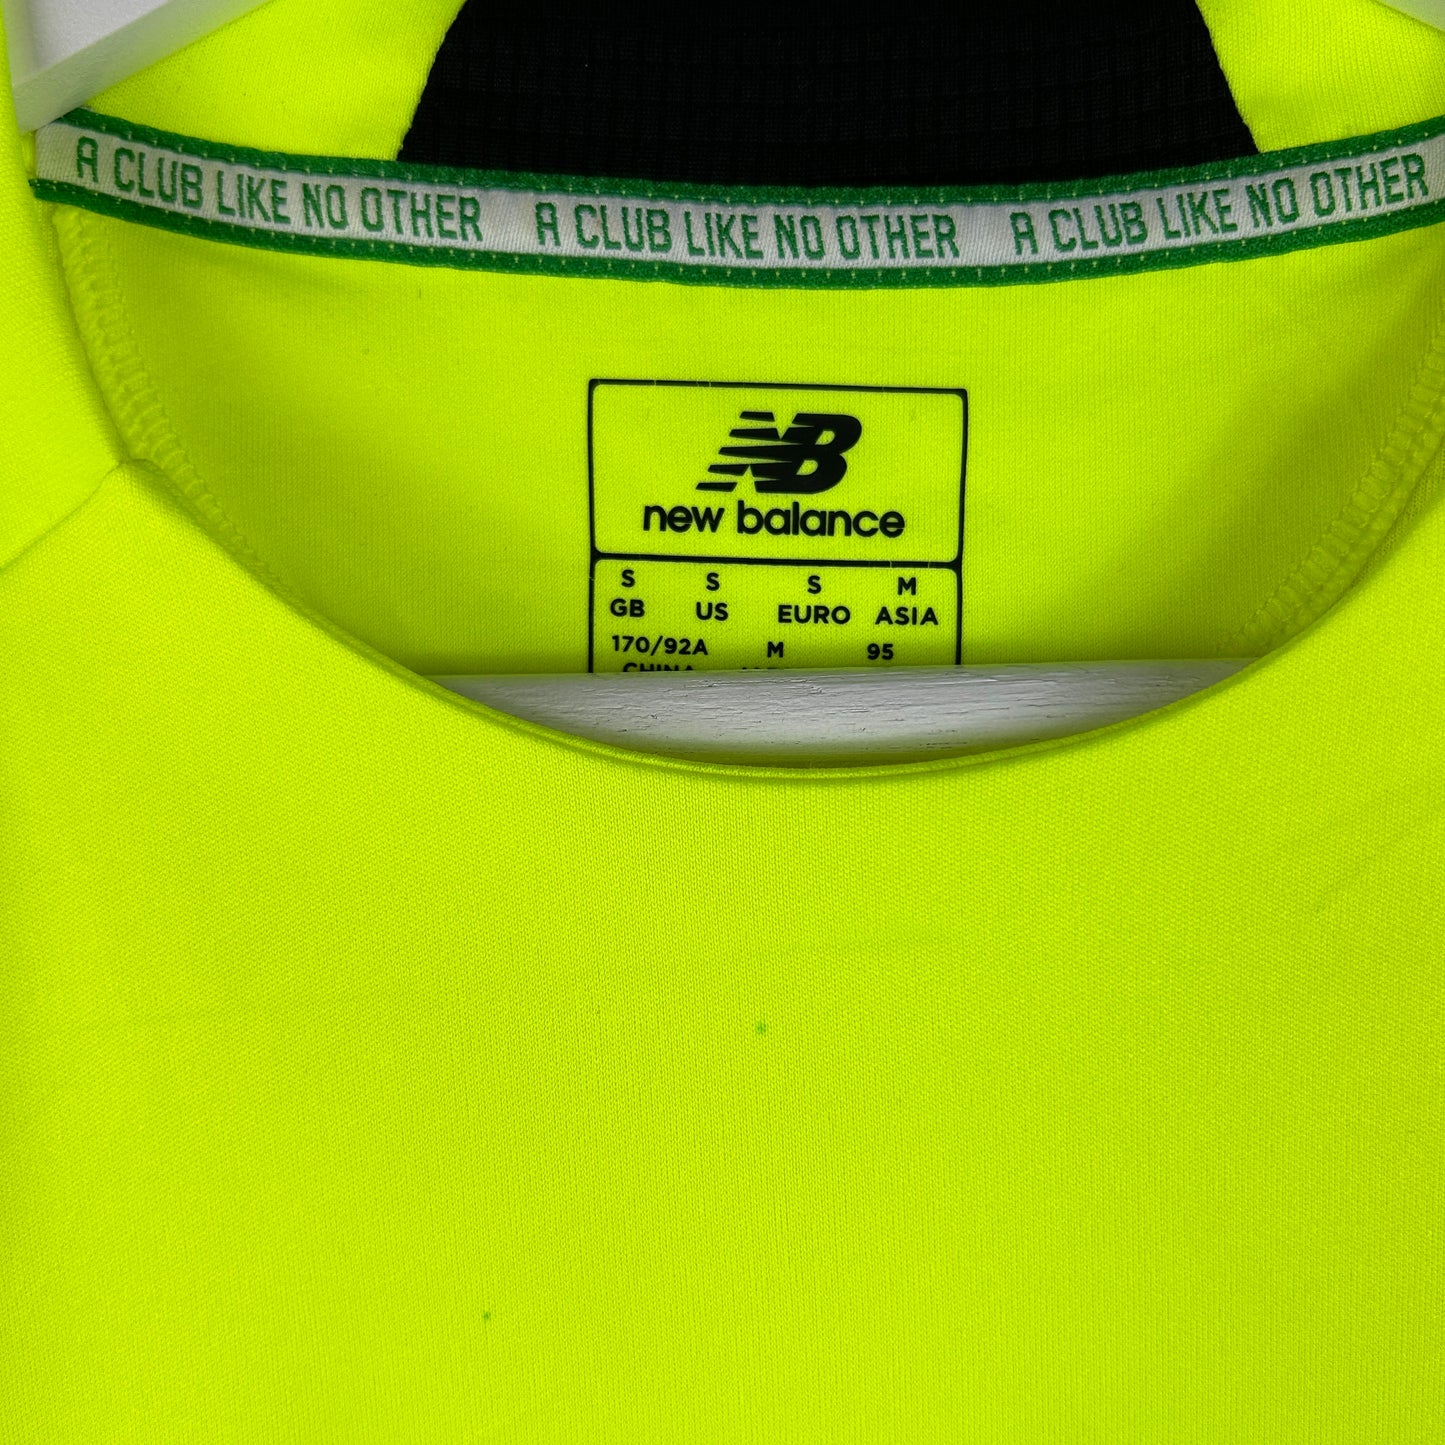 A CLUB LIKE NO OTHER A CLUB LIKE NO OTHER A CLUB LIKE NO OTHER
NB
new balance
S S S M
GB US EURO ASIA
170/92A M 95
CHINA